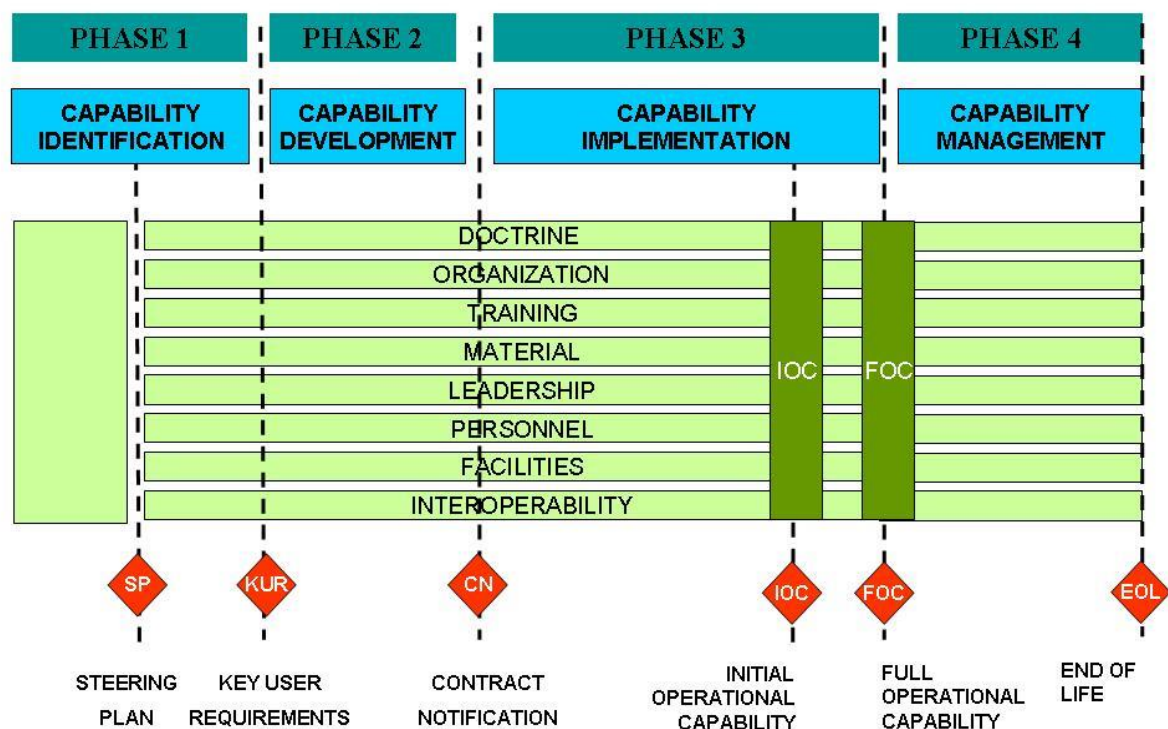 PHASE 1
PHASE 2
PHASE 3
PHASE 4
CAPABILITY
IDENTIFICATION
CAPABILITY
DEVELOPMENT
CAPABILITY
IMPLEMENTATION
CAPABILITY
MANAGEMENT
DOCTRINE
ORGANIZATION
TRAINING
MATERIAL
LEADERSHIP
PERSONNEL
FACILITIES
INTEROPERABILITY
IOC
FOC
SP
KUR
CN
IOC
FOC
EOL
STEERING
PLAN
KEY USER
REQUIREMENTS
CONTRACT
NOTIFICATION
INITIAL
OPERATIONAL
CAPABILITY
FULL
OPERATIONAL
CAPABILITY
END OF
LIFE